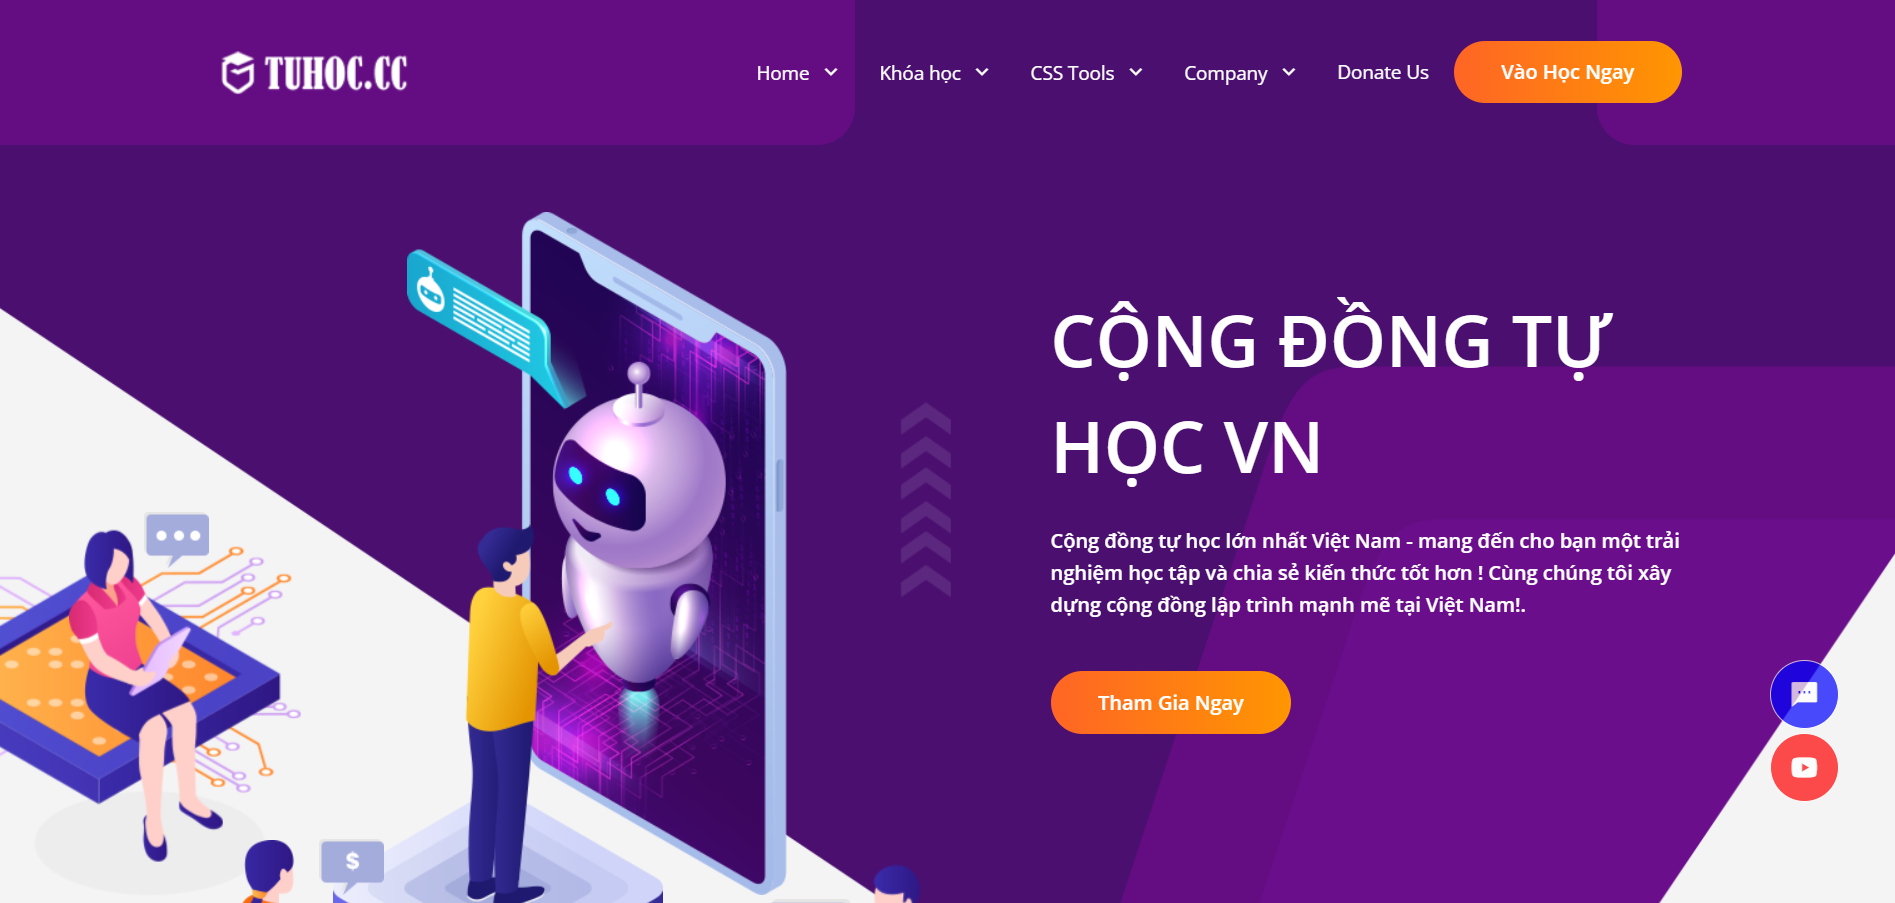 TUHOC.CC
Home
Khóa học
CSS Tools
Company
Donate Us
Vào Học Ngay
CỘNG ĐỒNG TỰ
HỌC VN
Cộng đồng tự học lớn nhất Việt Nam - mang đến cho bạn một trải
nghiệm học tập và chia sẻ kiến thức tốt hơn ! Cùng chúng tôi xây
dựng cộng đồng lập trình mạnh mẽ tại Việt Nam!.
Tham Gia Ngay
$